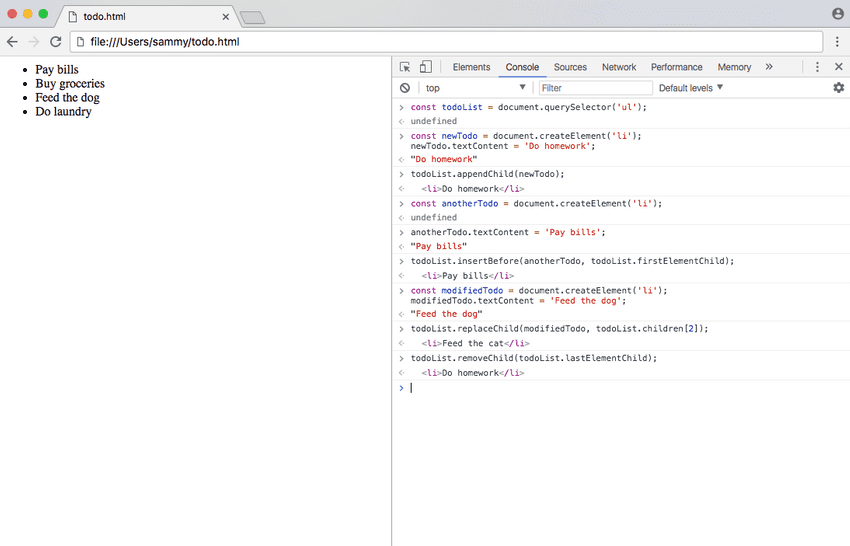 todo.html
file:///Users/sammy/todo.html
Pay bills
Buy groceries
Feed the dog
Do laundry
Elements Console Sources Network Performance Memory »
top Filter Default levels
const todoList = document.querySelector('ul');
undefined
const newTodo = document.createElement('li');
newTodo.textContent = 'Do homework';
"Do homework"
todoList.appendChild(newTodo);
<li>Do homework</li>
const anotherTodo = document.createElement('li');
undefined
anotherTodo.textContent = 'Pay bills';
"Pay bills"
todoList.insertBefore(anotherTodo, todoList.firstElementChild);
<li>Pay bills</li>
const modifiedTodo = document.createElement('li');
modifiedTodo.textContent = 'Feed the dog';
"Feed the dog"
todoList.replaceChild(modifiedTodo, todoList.children[2]);
<li>Feed the cat</li>
todoList.removeChild(todoList.lastElementChild);
<li>Do homework</li>